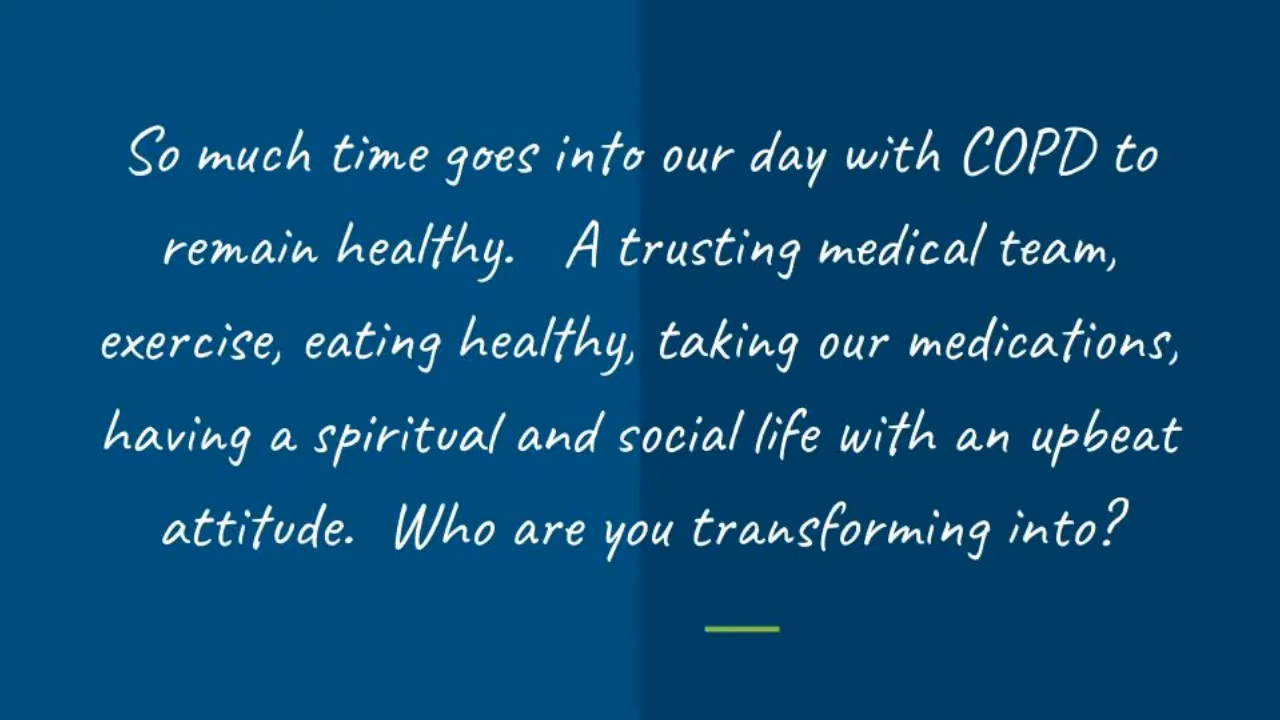 So much time goes into our day with COPD to
remain healthy. A trusting medical team,
exercise, eating healthy, taking our medications,
having a spiritual and social life with an upbeat
attitude. Who are you transforming into?